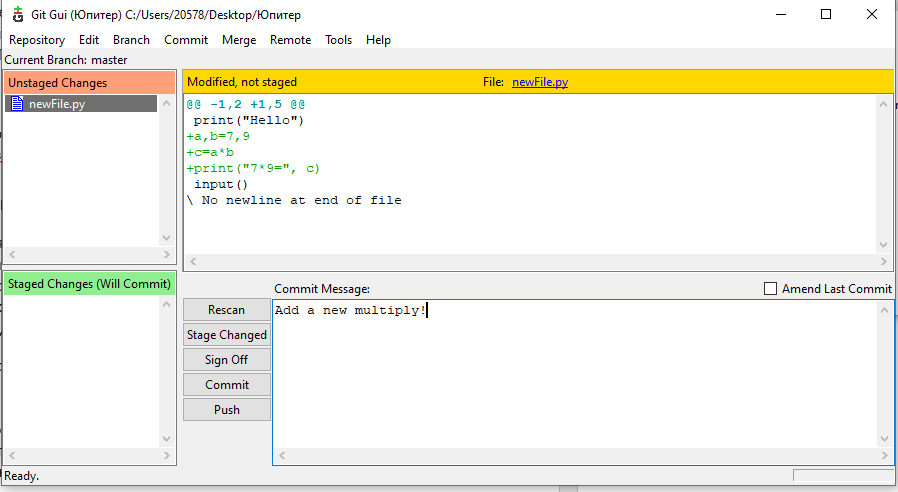 Git Gui (Юпитер) C:/Users/20578/Desktop/Юпитер
Repository Edit Branch Commit Merge Remote Tools Help
Current Branch: master
Unstaged Changes
newFile.py
Modified, not staged File: newFile.py
@@ -1,2 +1,5 @@
print("Hello")
+a,b=7,9
+c=a*b
+print("7*9=", c)
input()
\ No newline at end of file
Staged Changes (Will Commit)
Commit Message: Amend Last Commit
Rescan
Stage Changed
Sign Off
Commit
Push
Add a new multiply!
Ready.